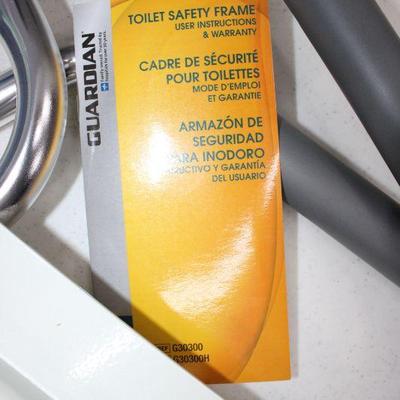 GUARDIAN
TOILET SAFETY FRAME
USER INSTRUCTIONS
& WARRANTY
CADRE DE SÉCURITÉ
POUR TOILETTES
MODE D'EMPLOI
ET GARANTIE
ARMAZÓN DE
SEGURIDAD
PARA INODORO
Y GARANTÍA
DEL USUARIO
G30300
G30300H